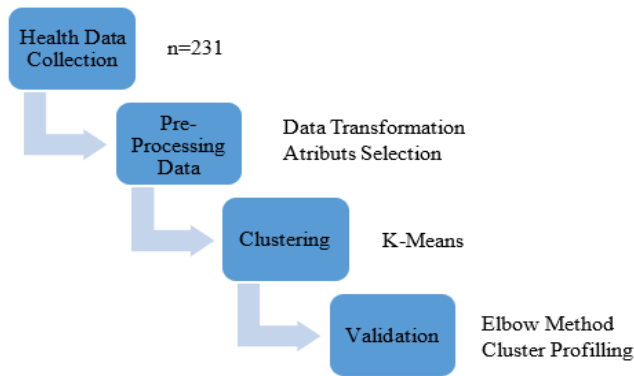 Health Data
Collection
n=231
Pre-
Processing
Data
Data Transformation
Atributs Selection
Clustering
K-Means
Validation
Elbow Method
Cluster Profilling